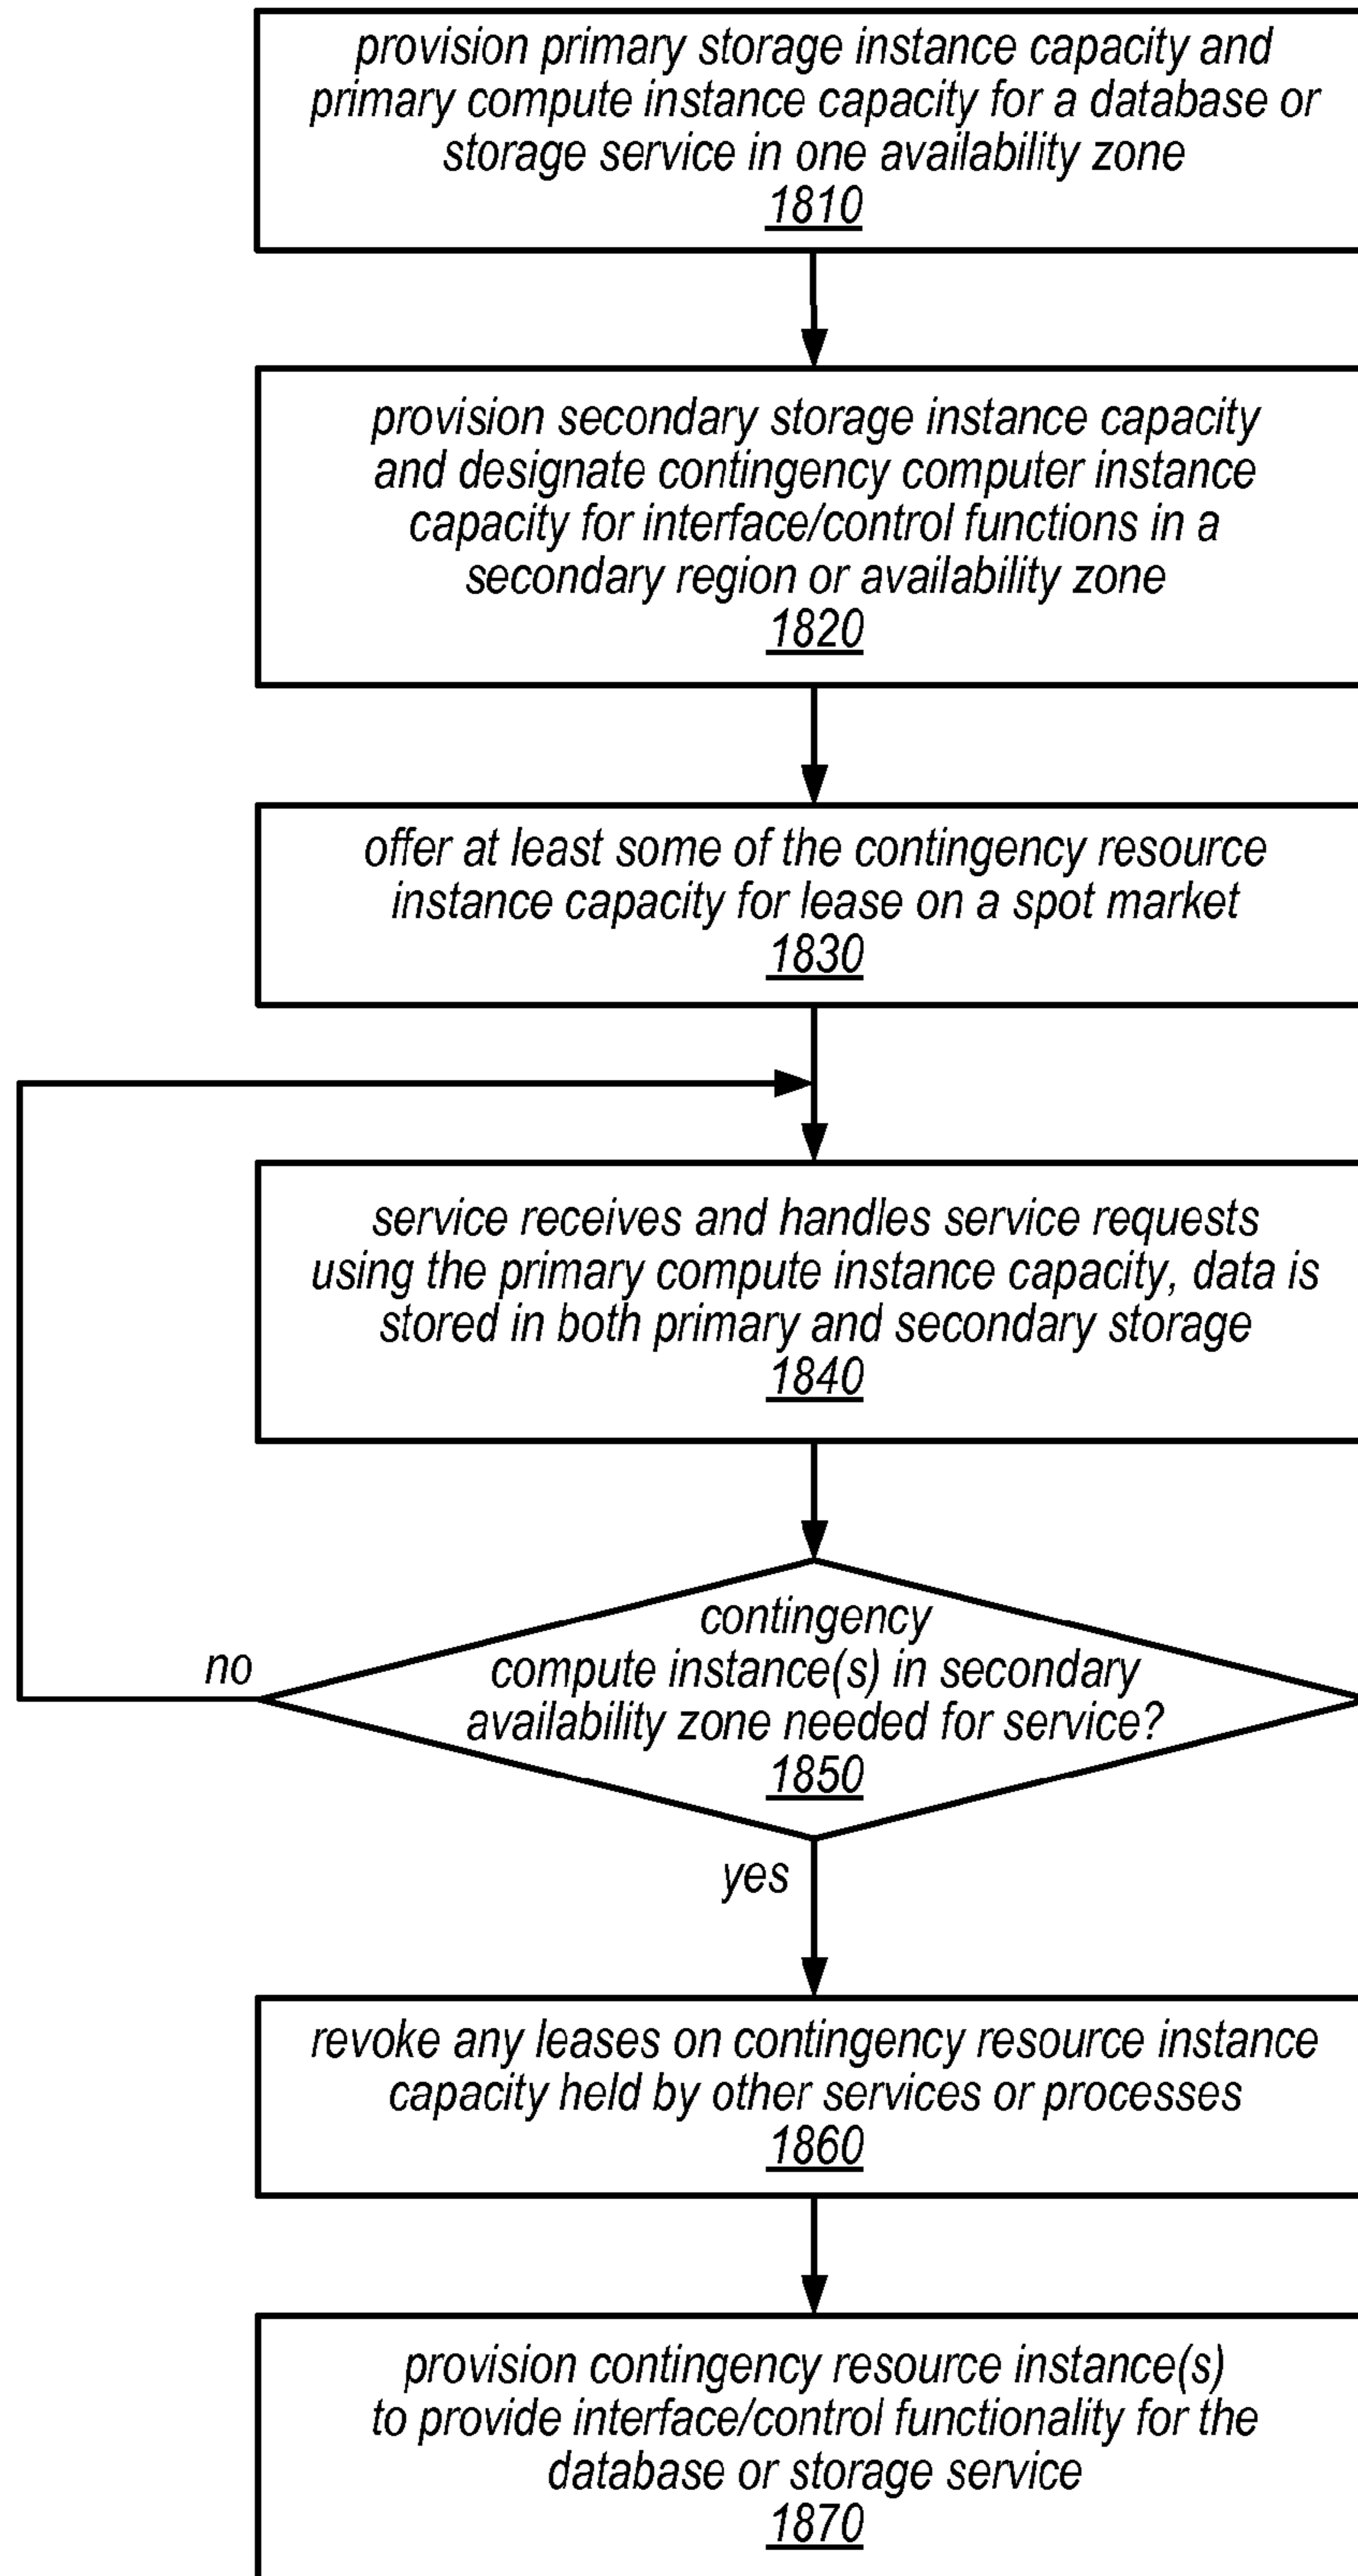 provision primary storage instance capacity and
primary compute instance capacity for a database or
storage service in one availability zone
1810
provision secondary storage instance capacity
and designate contingency computer instance
capacity for interface/control functions in a
secondary region or availability zone
1820
offer at least some of the contingency resource
instance capacity for lease on a spot market
1830
service receives and handles service requests
using the primary compute instance capacity, data is
stored in both primary and secondary storage
1840
contingency
compute instance(s) in secondary
availability zone needed for service?
1850
no
yes
revoke any leases on contingency resource instance
capacity held by other services or processes
1860
provision contingency resource instance(s)
to provide interface/control functionality for the
database or storage service
1870